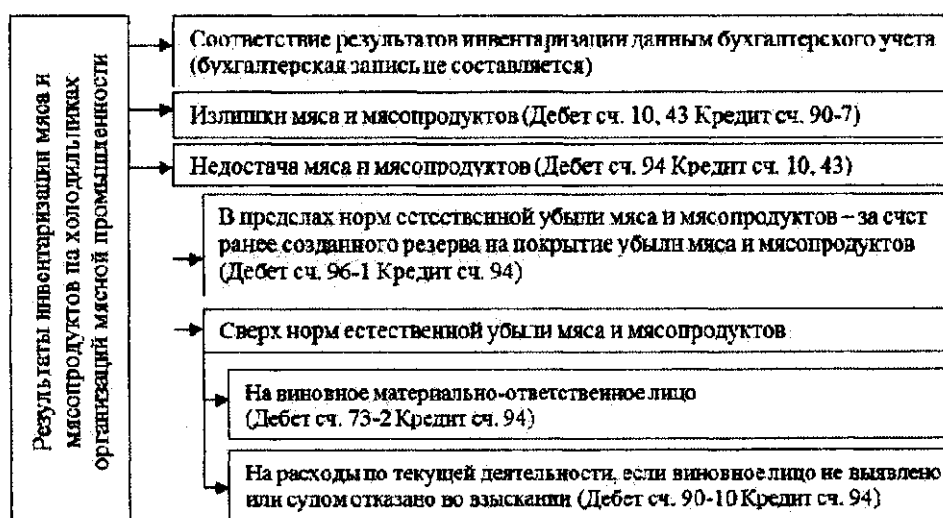 Результаты инвентаризации мяса и
мясопродуктов на холодильниках
организаций мясной промышленности
Соответствие результатов инвентаризации данным бухгалтерского учета
(бухгалтерская запись не составляется)
Излишки мяса и мясопродуктов (Дебет сч. 10, 43 Кредит сч. 90-7)
Недостача мяса и мясопродуктов (Дебет сч. 94 Кредит сч. 10, 43)
В пределах норм естественной убыли мяса и мясопродуктов – за счет
ранее созданного резерва на покрытие убыли мяса и мясопродуктов
(Дебет сч. 96-1 Кредит сч. 94)
Сверх норм естественной убыли мяса и мясопродуктов
На виновное материально-ответственное лицо
(Дебет сч. 73-2 Кредит сч. 94)
На расходы по текущей деятельности, если виновное лицо не выявлено
или судом отказано во взыскании (Дебет сч. 90-10 Кредит сч. 94)